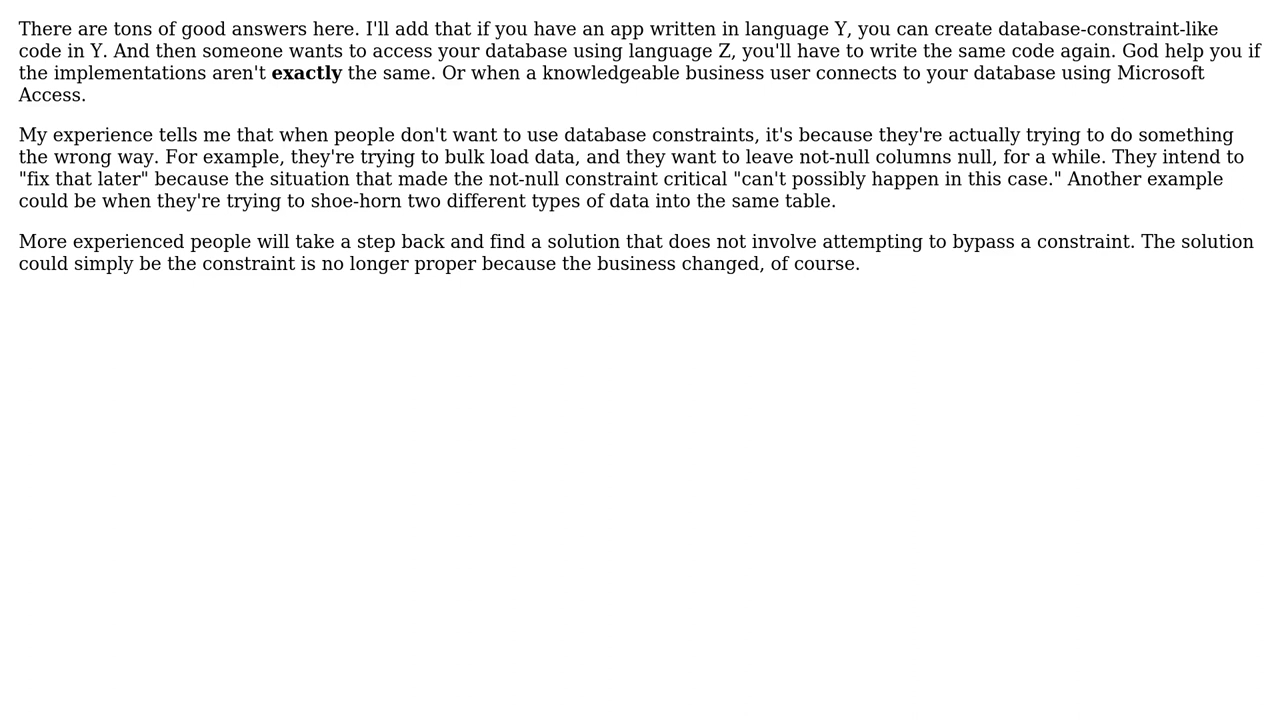 There are tons of good answers here. I'll add that if you have an app written in language Y, you can create database-constraint-like
code in Y. And then someone wants to access your database using language Z, you'll have to write the same code again. God help you if
the implementations aren't exactly the same. Or when a knowledgeable business user connects to your database using Microsoft
Access.
My experience tells me that when people don't want to use database constraints, it's because they're actually trying to do something
the wrong way. For example, they're trying to bulk load data, and they want to leave not-null columns null, for a while. They intend to
"fix that later" because the situation that made the not-null constraint critical "can't possibly happen in this case." Another example
could be when they're trying to shoe-horn two different types of data into the same table.
More experienced people will take a step back and find a solution that does not involve attempting to bypass a constraint. The solution
could simply be the constraint is no longer proper because the business changed, of course.